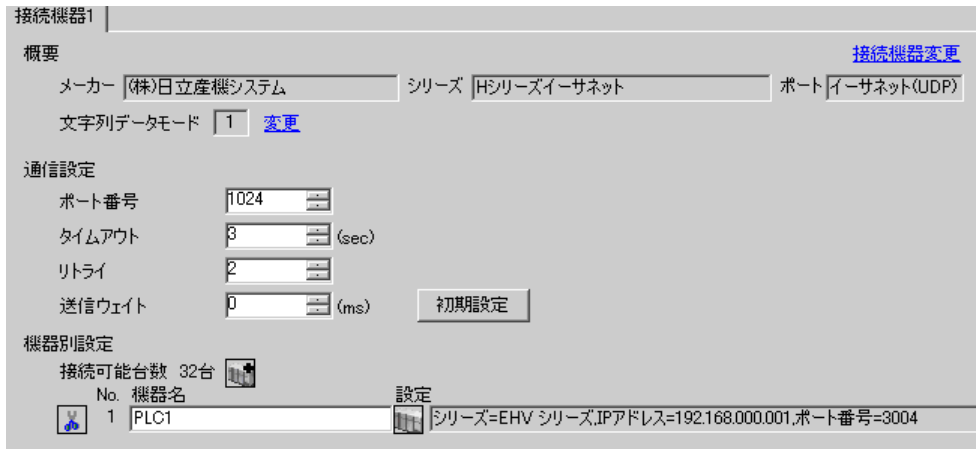 接続機器1
概要 接続機器変更
メーカー (株)日立産機システム シリーズ Hシリーズイーサネット ポート イーサネット(UDP)
文字列データモード 1 変更
通信設定
ポート番号 1024
タイムアウト 3 (sec)
リトライ 2
送信ウェイト 0 (ms) 初期設定
機器別設定
接続可能台数 32台
No. 機器名 設定
1 PLC1 シリーズ=EHV シリーズ,IPアドレス=192.168.000.001,ポート番号=3004